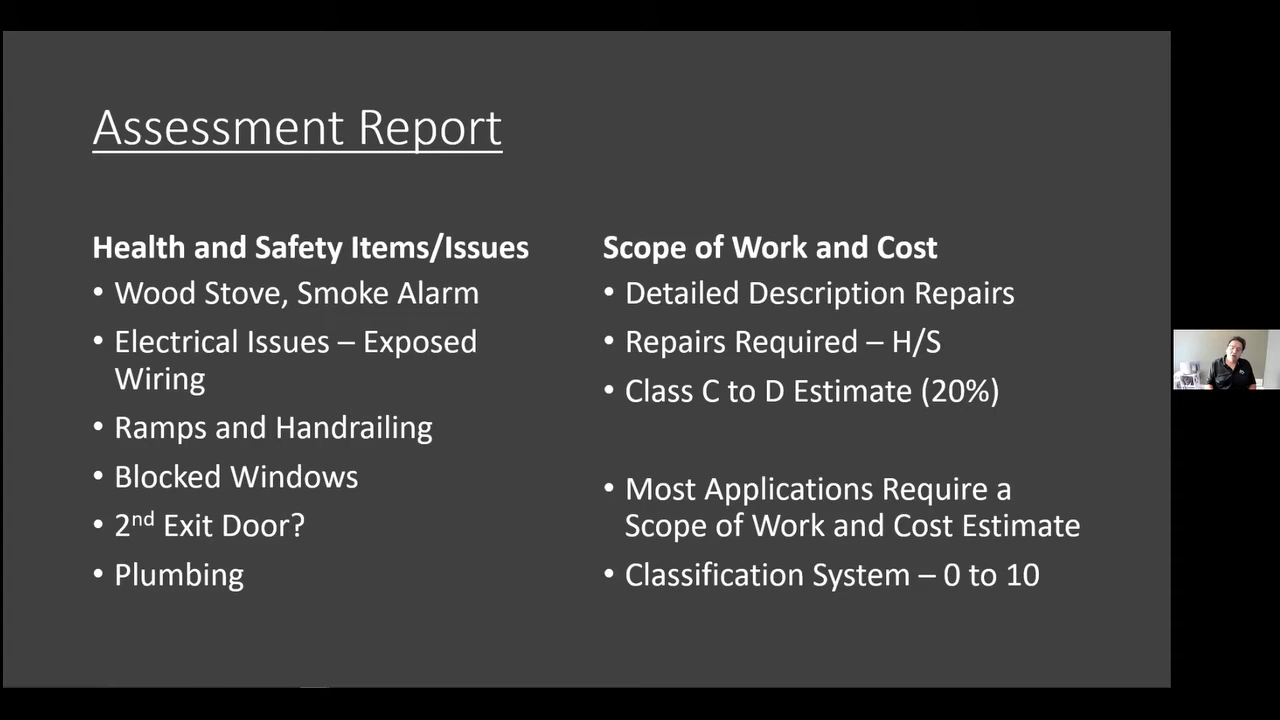 Assessment Report
Health and Safety Items/Issues
• Wood Stove, Smoke Alarm
• Electrical Issues – Exposed
Wiring
• Ramps and Handrailing
• Blocked Windows
• 2nd Exit Door?
• Plumbing
Scope of Work and Cost
• Detailed Description Repairs
• Repairs Required – H/S
• Class C to D Estimate (20%)
• Most Applications Require a
Scope of Work and Cost Estimate
• Classification System – 0 to 10